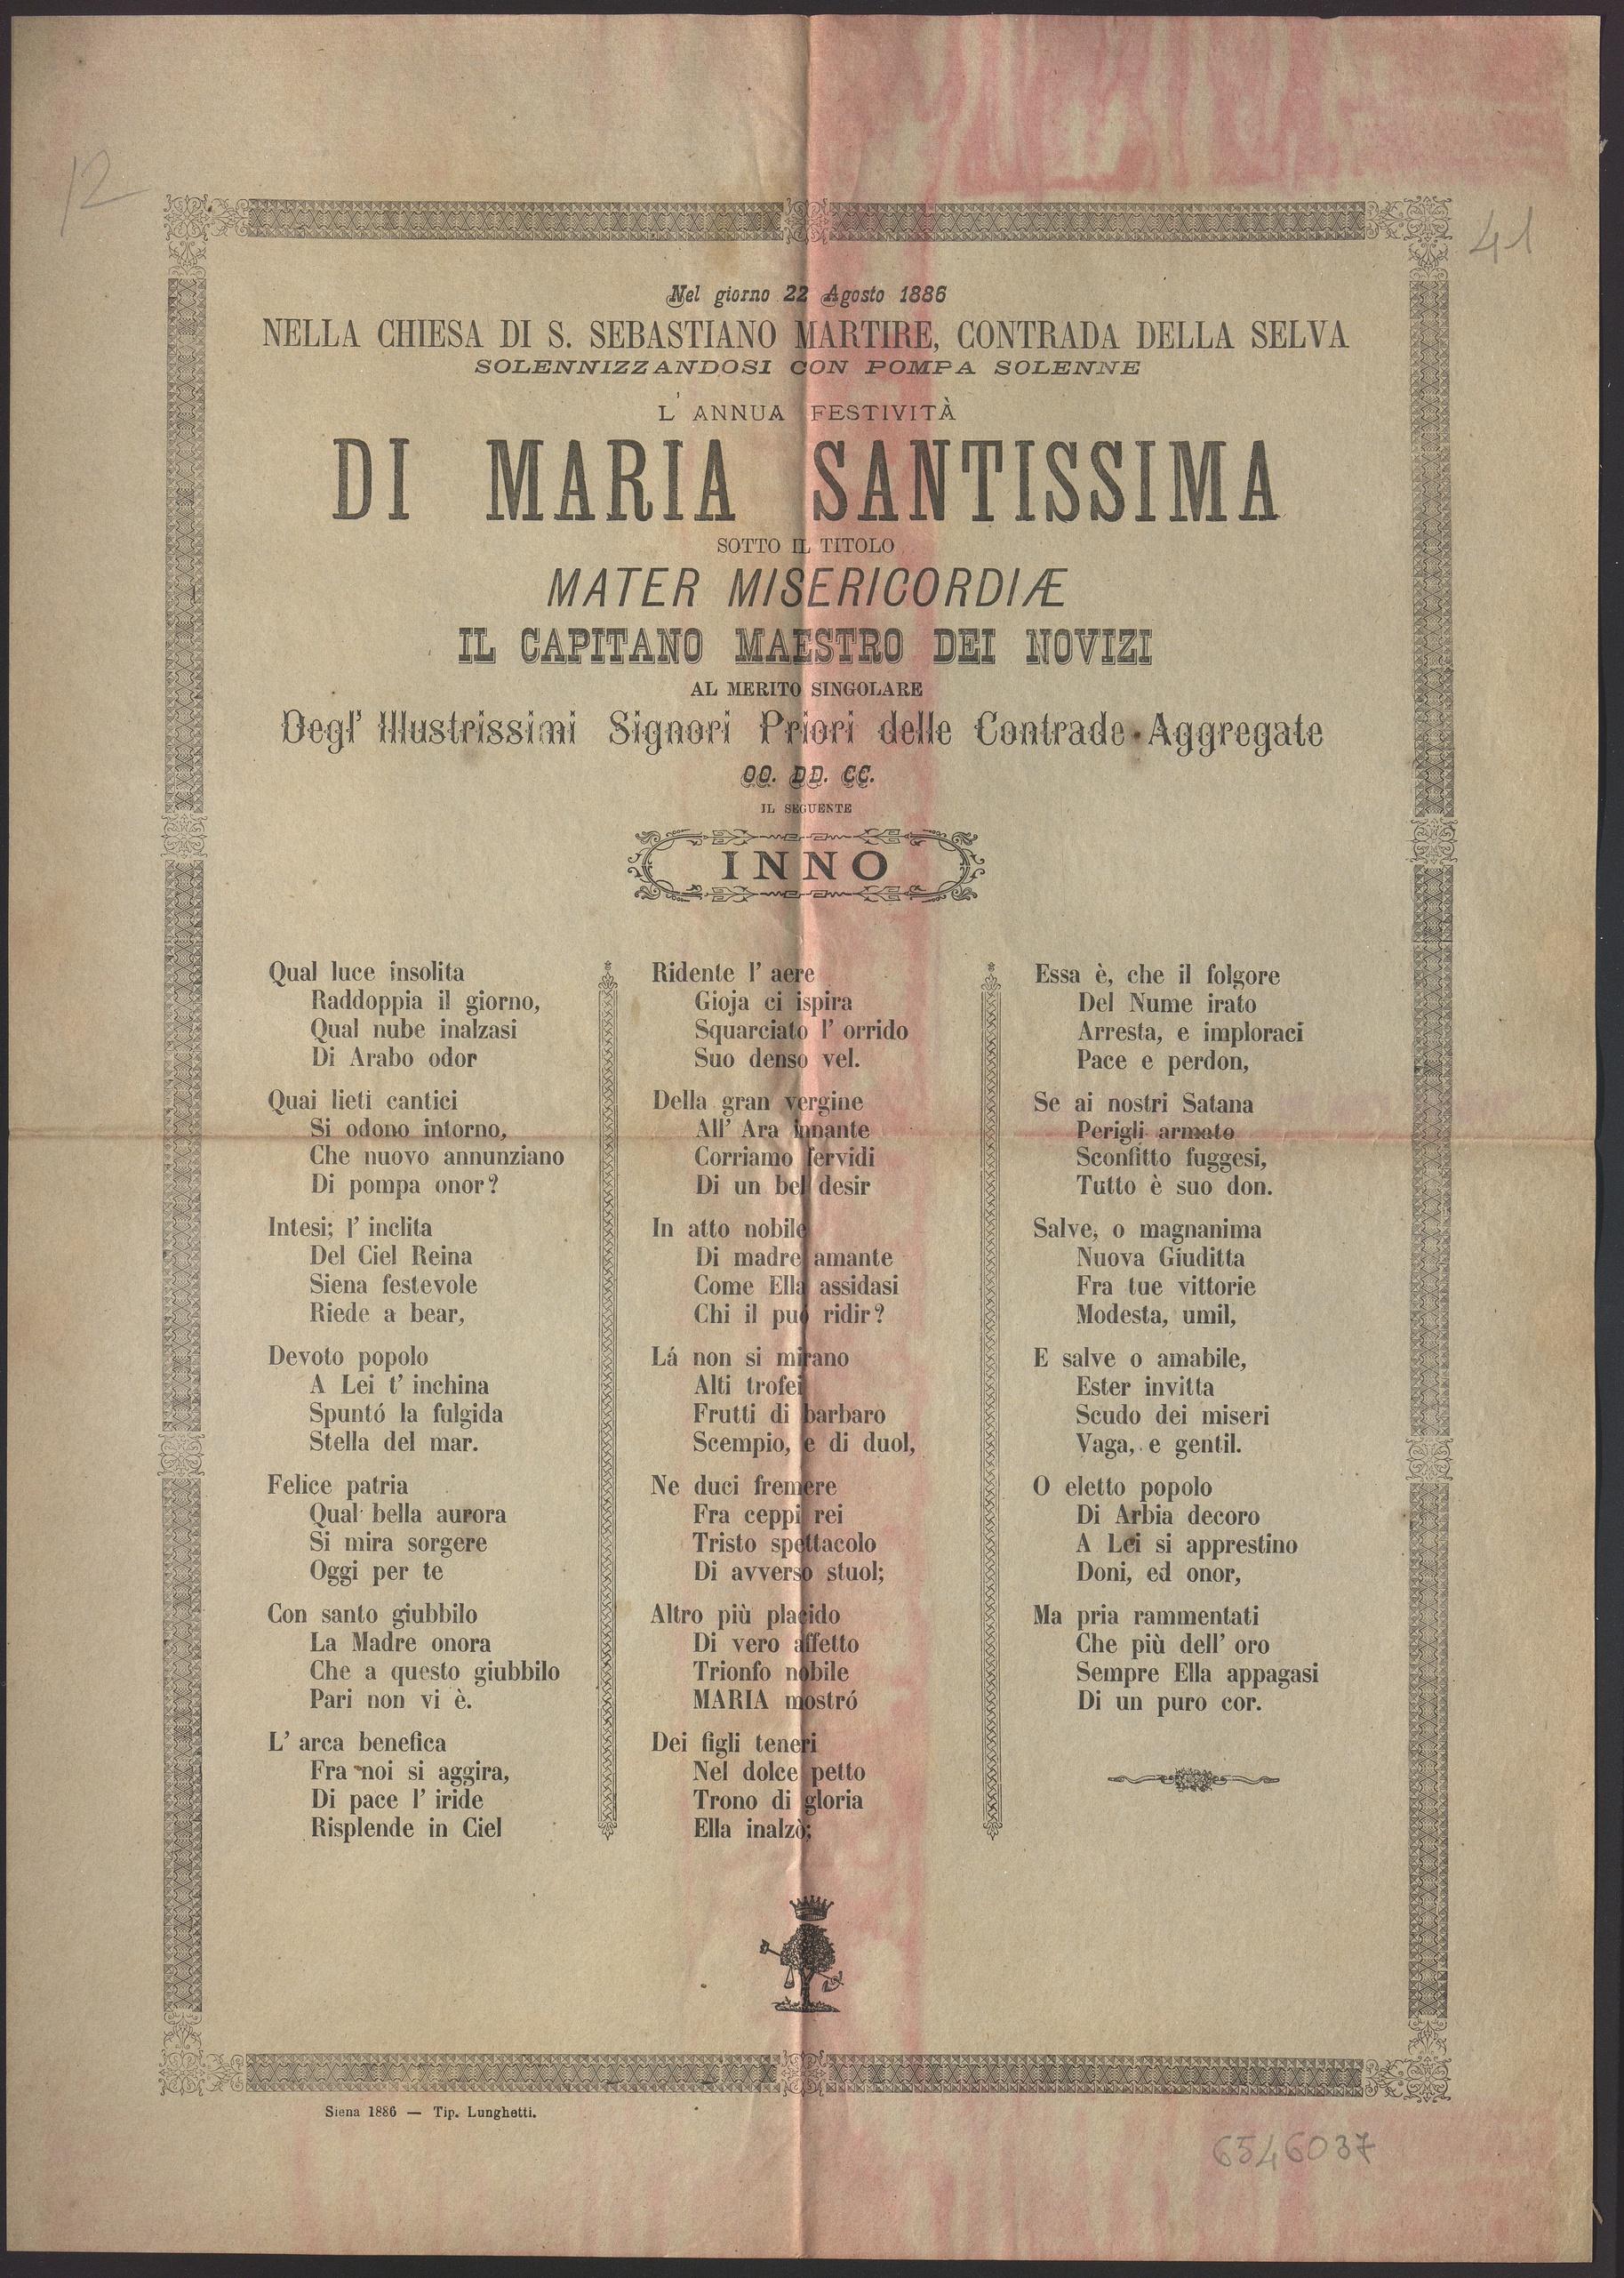 12
41
Nel giorno 22 Agosto 1886
NELLA CHIESA DI S. SEBASTIANO MARTIRE, CONTRADA DELLA SELVA
SOLENNIZZANDOSI CON POMPA SOLENNE
L' ANNUA FESTIVITÀ
DI MARIA SANTISSIMA
SOTTO IL TITOLO
MATER MISERICORDIÆ
IL CAPITANO MAESTRO DEI NOVIZI
AL MERITO SINGOLARE
Degl' Illustrissimi Signori Priori delle Contrade Aggregate
OO. DD. CC.
IL SEGUENTE
INNO
Qual luce insolita
Raddoppia il giorno,
Qual nube inalzasi
Di Arabo odor
Quai lieti cantici
Si odono intorno,
Che nuovo annunziano
Di pompa onor?
Intesi; l' inclita
Del Ciel Reina
Siena festevole
Riede a bear,
Devoto popolo
A Lei t' inchina
Spuntó la fulgida
Stella del mar.
Felice patria
Qual bella aurora
Si mira sorgere
Oggi per te
Con santo giubbilo
La Madre onora
Che a questo giubbilo
Pari non vi è.
L' arca benefica
Fra noi si aggira,
Di pace l' iride
Risplende in Ciel
Ridente l' aere
Gioja ci ispira
Squarciato l' orrido
Suo denso vel.
Della gran vergine
All' Ara innante
Corriamo fervidi
Di un bel desir
In atto nobile
Di madre amante
Come Ella assidasi
Chi il puó ridir?
Lá non si mirano
Alti trofei
Frutti di barbaro
Scempio, e di duol,
Ne duci fremere
Fra ceppi rei
Tristo spettacolo
Di avverso stuol;
Altro più placido
Di vero affetto
Trionfo nobile
MARIA mostró
Dei figli teneri
Nel dolce petto
Trono di gloria
Ella inalzò;
Essa è, che il folgore
Del Nume irato
Arresta, e imploraci
Pace e perdon,
Se ai nostri Satana
Perigli armato
Sconfitto fuggesi,
Tutto è suo don.
Salve, o magnanima
Nuova Giuditta
Fra tue vittorie
Modesta, umil,
E salve o amabile,
Ester invitta
Scudo dei miseri
Vaga, e gentil.
O eletto popolo
Di Arbia decoro
A Lei si apprestino
Doni, ed onor,
Ma pria rammentati
Che più dell' oro
Sempre Ella appagasi
Di un puro cor.
Siena 1886 — Tip. Lunghetti.
6546037